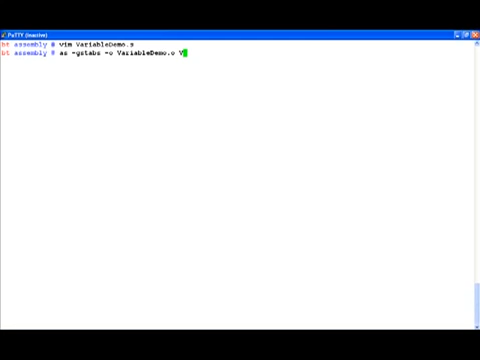 PuTTY (inactive)
bt assembly # vim VariableDemo.s
bt assembly # as -gstabs -o VariableDemo.o V